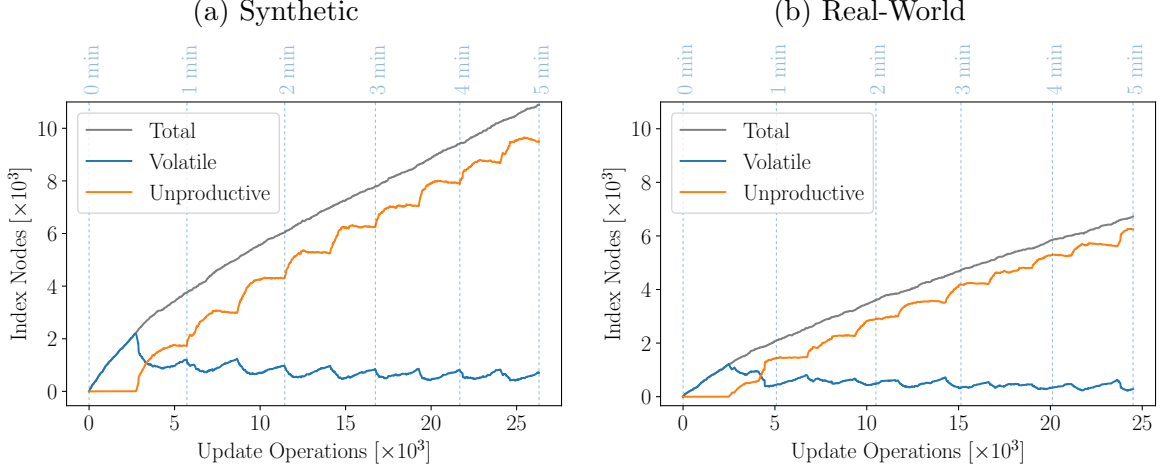 (a) Synthetic
0 min 1 min 2 min 3 min 4 min 5 min
Index Nodes [×10³]
10
8
6
4
2
0
Total
Volatile
Unproductive
0 5 10 15 20 25
Update Operations [×10³]
(b) Real-World
0 min 1 min 2 min 3 min 4 min 5 min
Index Nodes [×10³]
10
8
6
4
2
0
Total
Volatile
Unproductive
0 5 10 15 20 25
Update Operations [×10³]